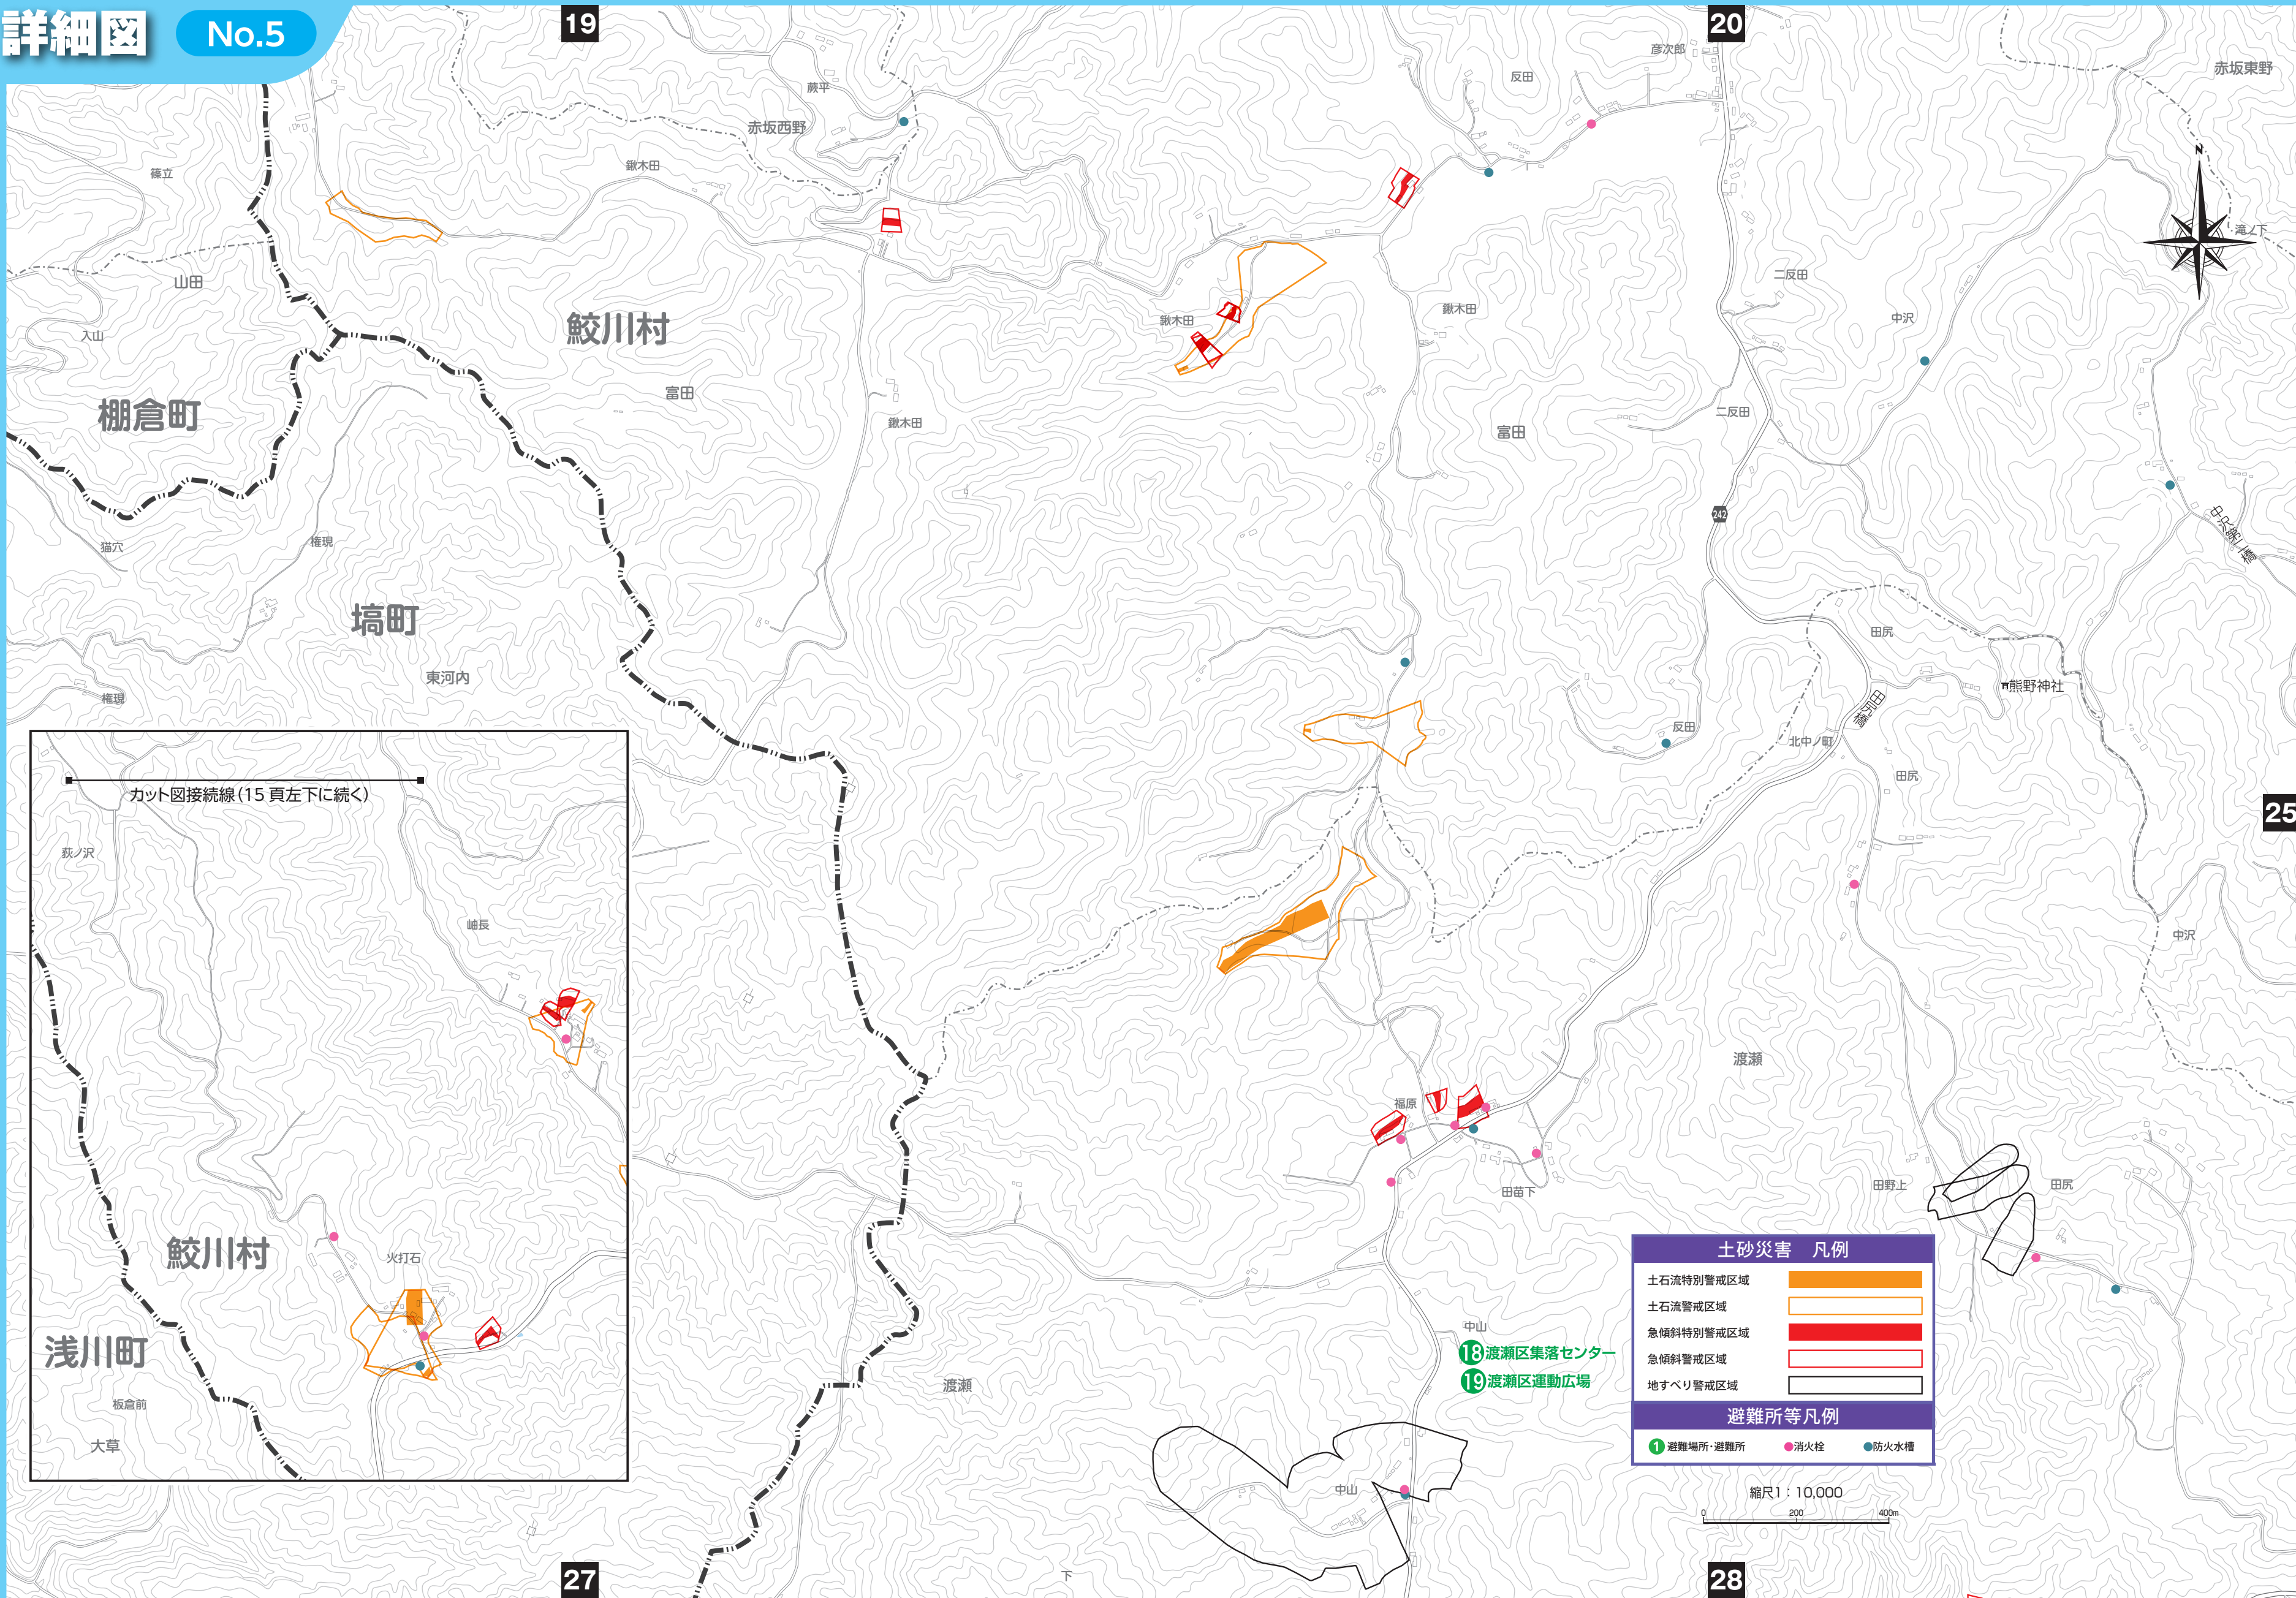 詳細図 No.5
19
20
彦次郎
反田
赤坂東野
蕨平
赤坂西野
鍬木田
篠立
N
滝ノ下
山田
二反田
鍬木田
鍬木田
中沢
入山
鮫川村
富田
棚倉町
二反田
鍬木田
富田
242
中沢第二橋
猫穴
権現
塙町
田尻
東河内
熊野神社
権現
田尻橋
反田
北中ノ町
田尻
カット図接続線(15 頁左下に続く)
25
荻ノ沢
岫長
中沢
渡瀬
福原
田苗下
田野上
田尻
鮫川村
火打石
浅川町
板倉前
大草
中山
18 渡瀬区集落センター
19 渡瀬区運動広場
渡瀬
中山
下
土砂災害 凡例
土石流特別警戒区域
土石流警戒区域
急傾斜特別警戒区域
急傾斜警戒区域
地すべり警戒区域
避難所等凡例
1 避難場所・避難所 消火栓 防火水槽
縮尺1:10,000
0 200 400m
27
28